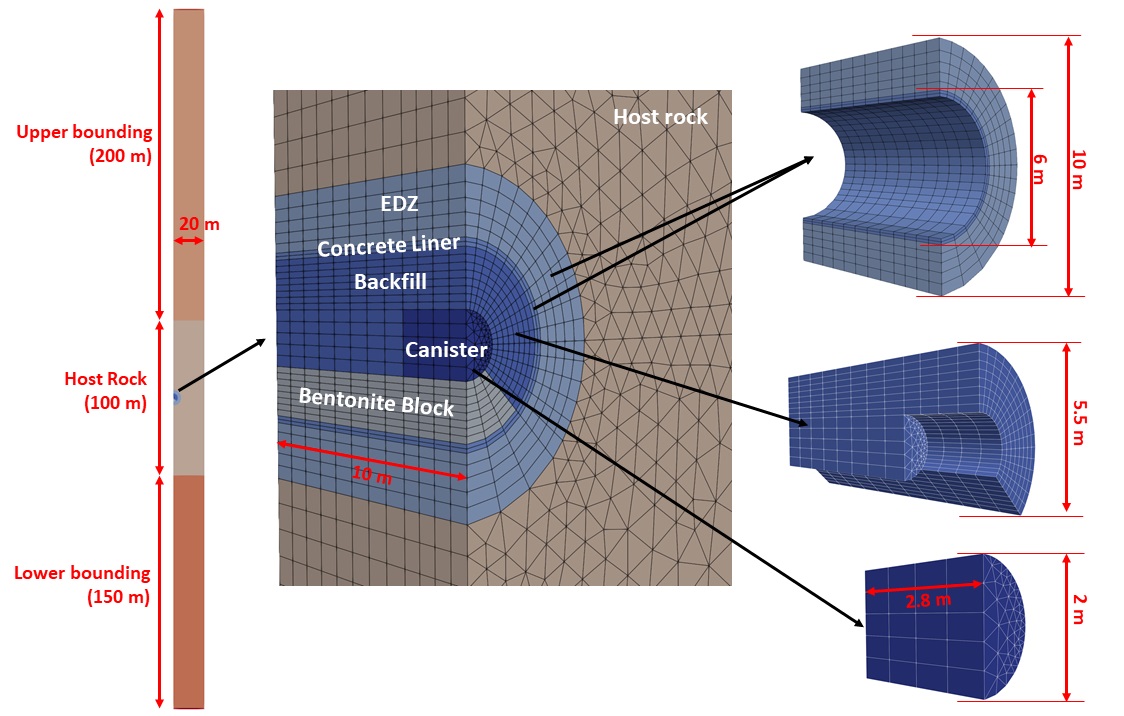 Upper bounding
(200 m)
20 m
Host Rock
(100 m)
Lower bounding
(150 m)
Host rock
EDZ
Concrete Liner
Backfill
Canister
Bentonite Block
10 m
6 m
10 m
5.5 m
2.8 m
2 m